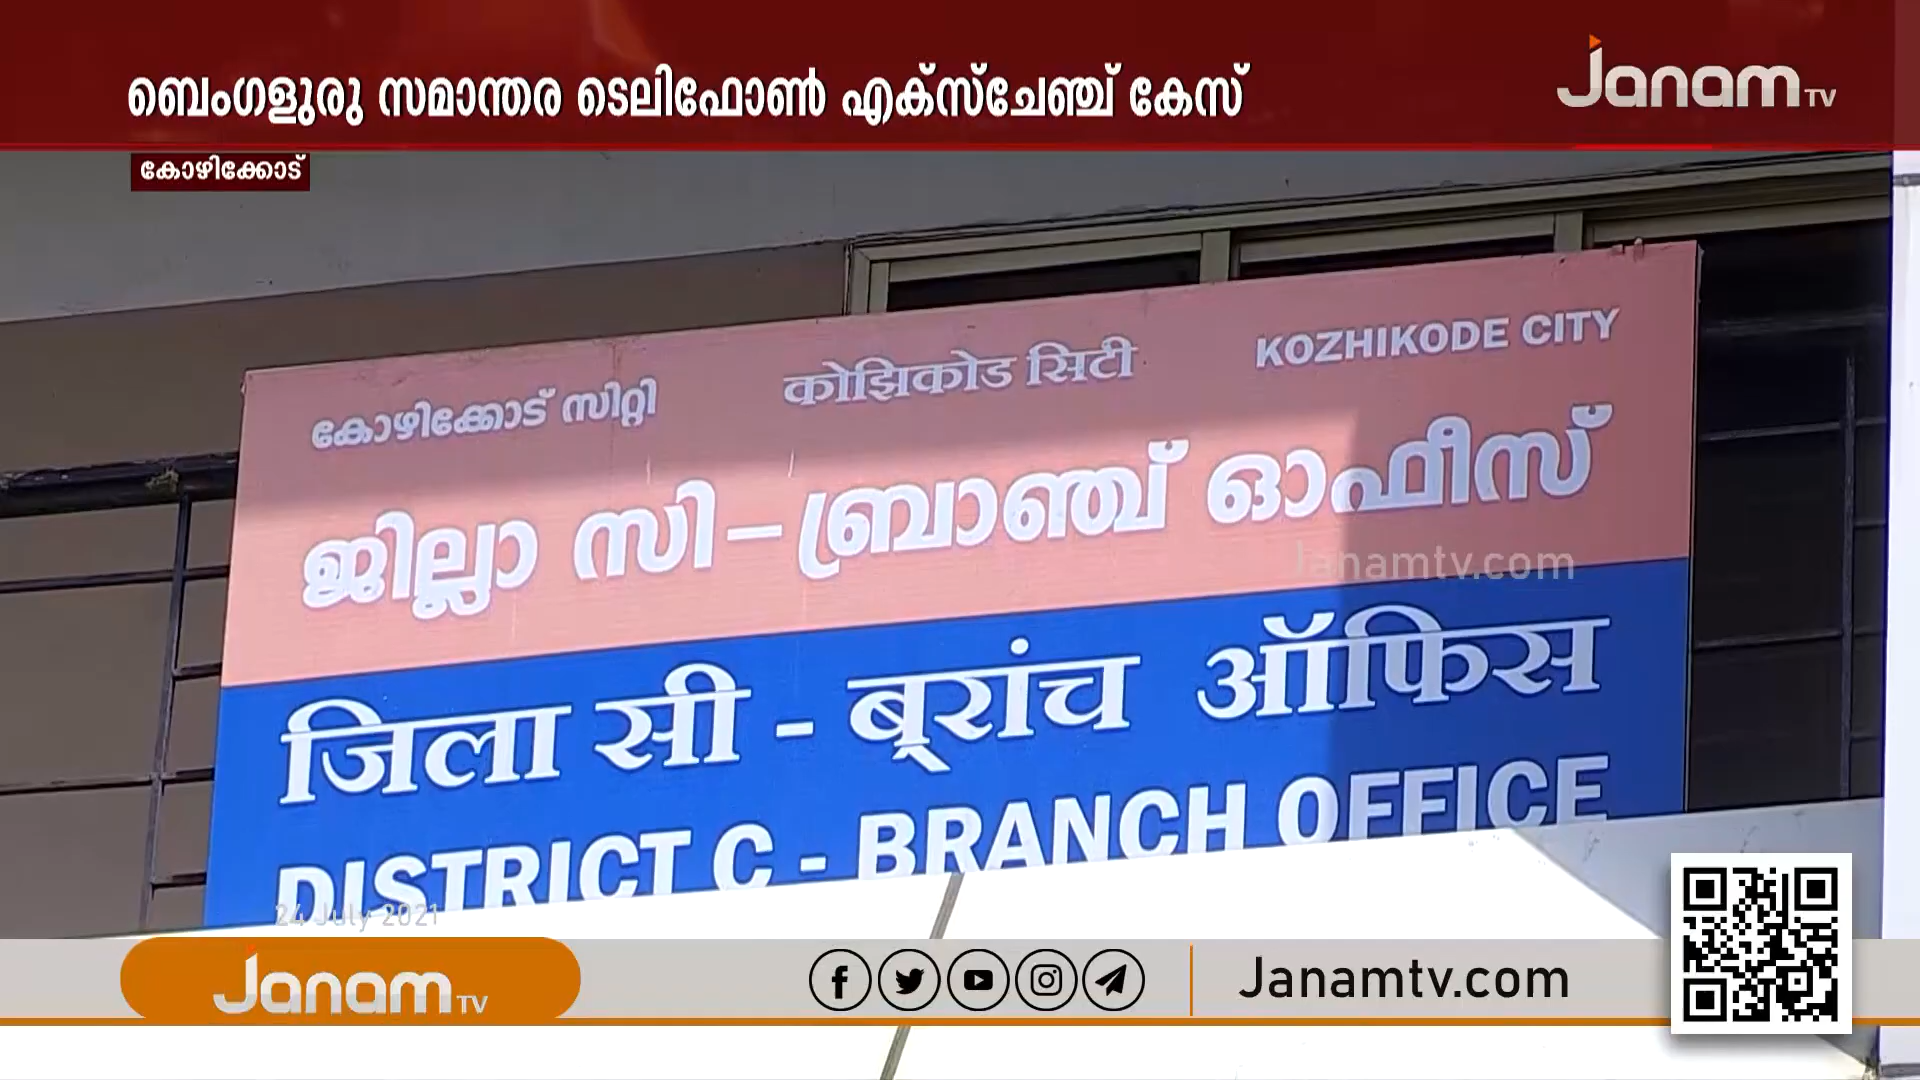 ബെംഗളുരു സമാന്തര ടെലിഫോൺ എക്സ്ചേഞ്ച് കേസ്
Janam TV
കോഴിക്കോട്
കോഴിക്കോട് സിറ്റി कोझिकोड सिटी KOZHIKODE CITY
ജില്ലാ സി – ബ്രാഞ്ച് ഓഫീസ്
Janamtv.com
जिला सी - ब्रांच ऑफिस
DISTRICT C - BRANCH OFFICE
24 July 2021
Janam TV
Janamtv.com